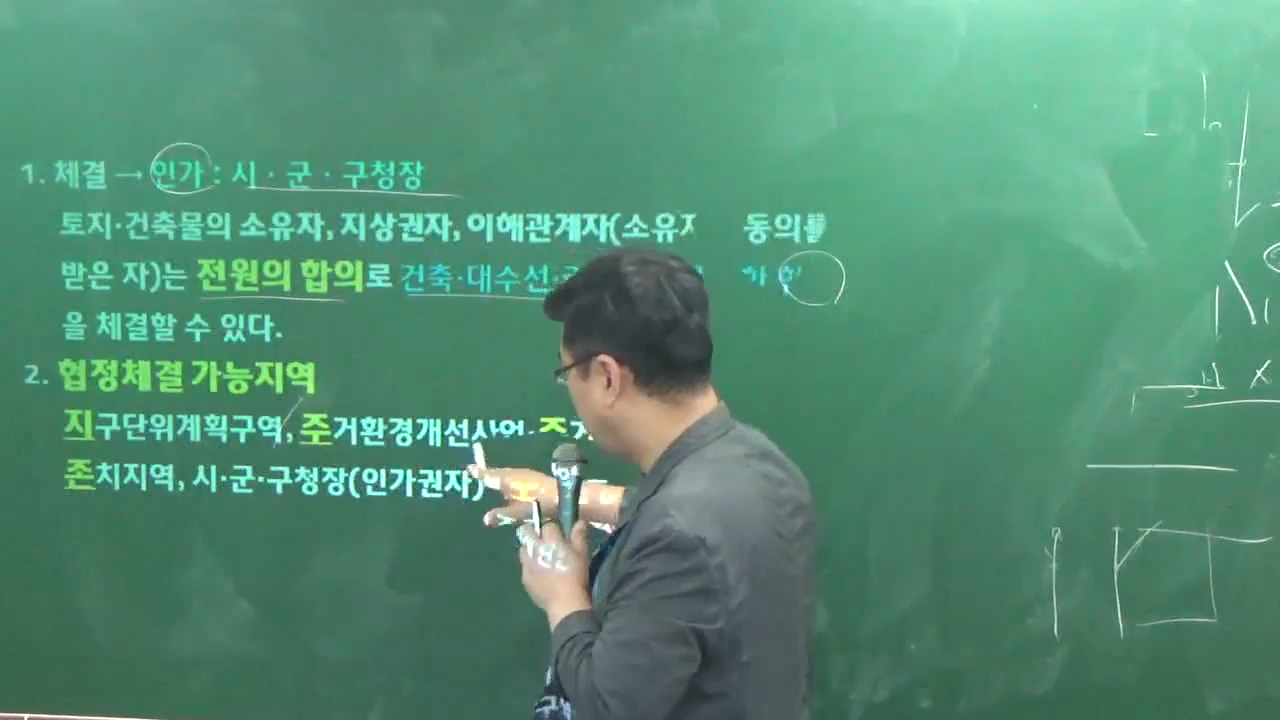 1. 체결 → 인가 : 시 · 군 · 구청장
토지·건축물의 소유자, 지상권자, 이해관계자(소유자 동의를
받은 자)는 전원의 합의로 건축·대수선
을 체결할 수 있다.
2. 협정체결 가능지역
지구단위계획구역, 주거환경개선사업·주거
존치지역, 시·군·구청장(인가권자)